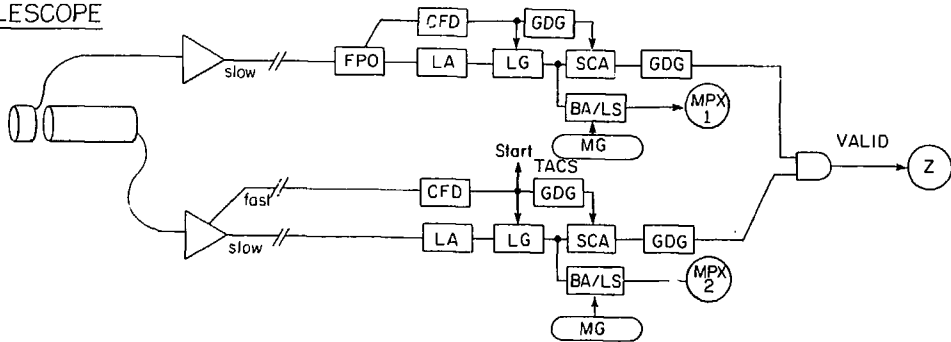 LESCOPE
CFD GDG
slow FPO LA LG SCA GDG
BA/LS MPX 1
MG
VALID
Start TACS
Z
fast CFD GDG
slow LA LG SCA GDG
BA/LS MPX 2
MG